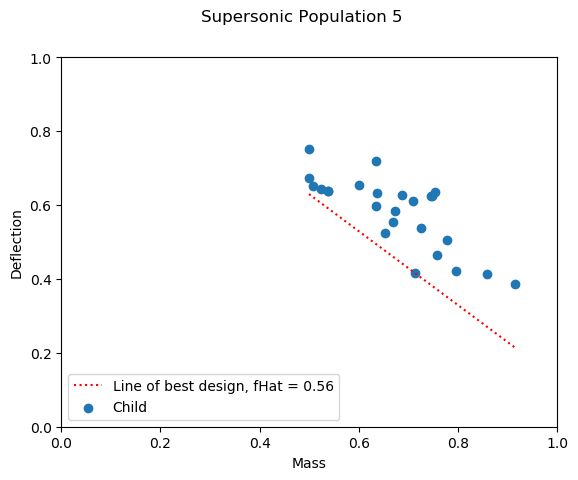 Supersonic Population 5
1.0
0.8
0.6
0.4
0.2
0.0
Deflection
Line of best design, fHat = 0.56
Child
0.0 0.2 0.4 0.6 0.8 1.0
Mass